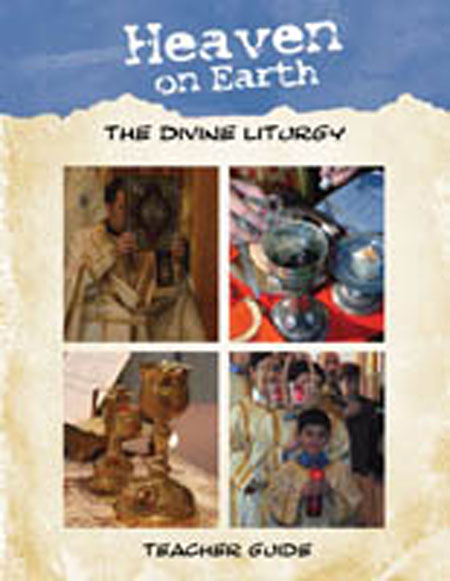 Heaven
on Earth
THE DIVINE LITURGY
TEACHER GUIDE